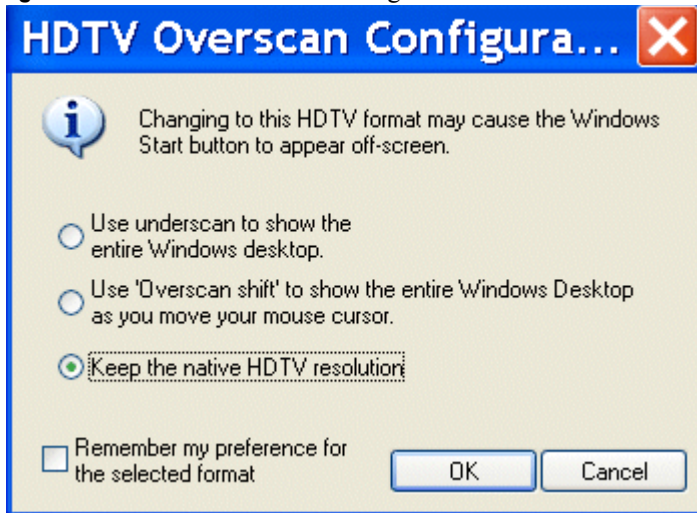 HDTV Overscan Configura...
Changing to this HDTV format may cause the Windows
Start button to appear off-screen.
Use underscan to show the
entire Windows desktop.
Use 'Overscan shift' to show the entire Windows Desktop
as you move your mouse cursor.
Keep the native HDTV resolution
Remember my preference for
the selected format
OK
Cancel